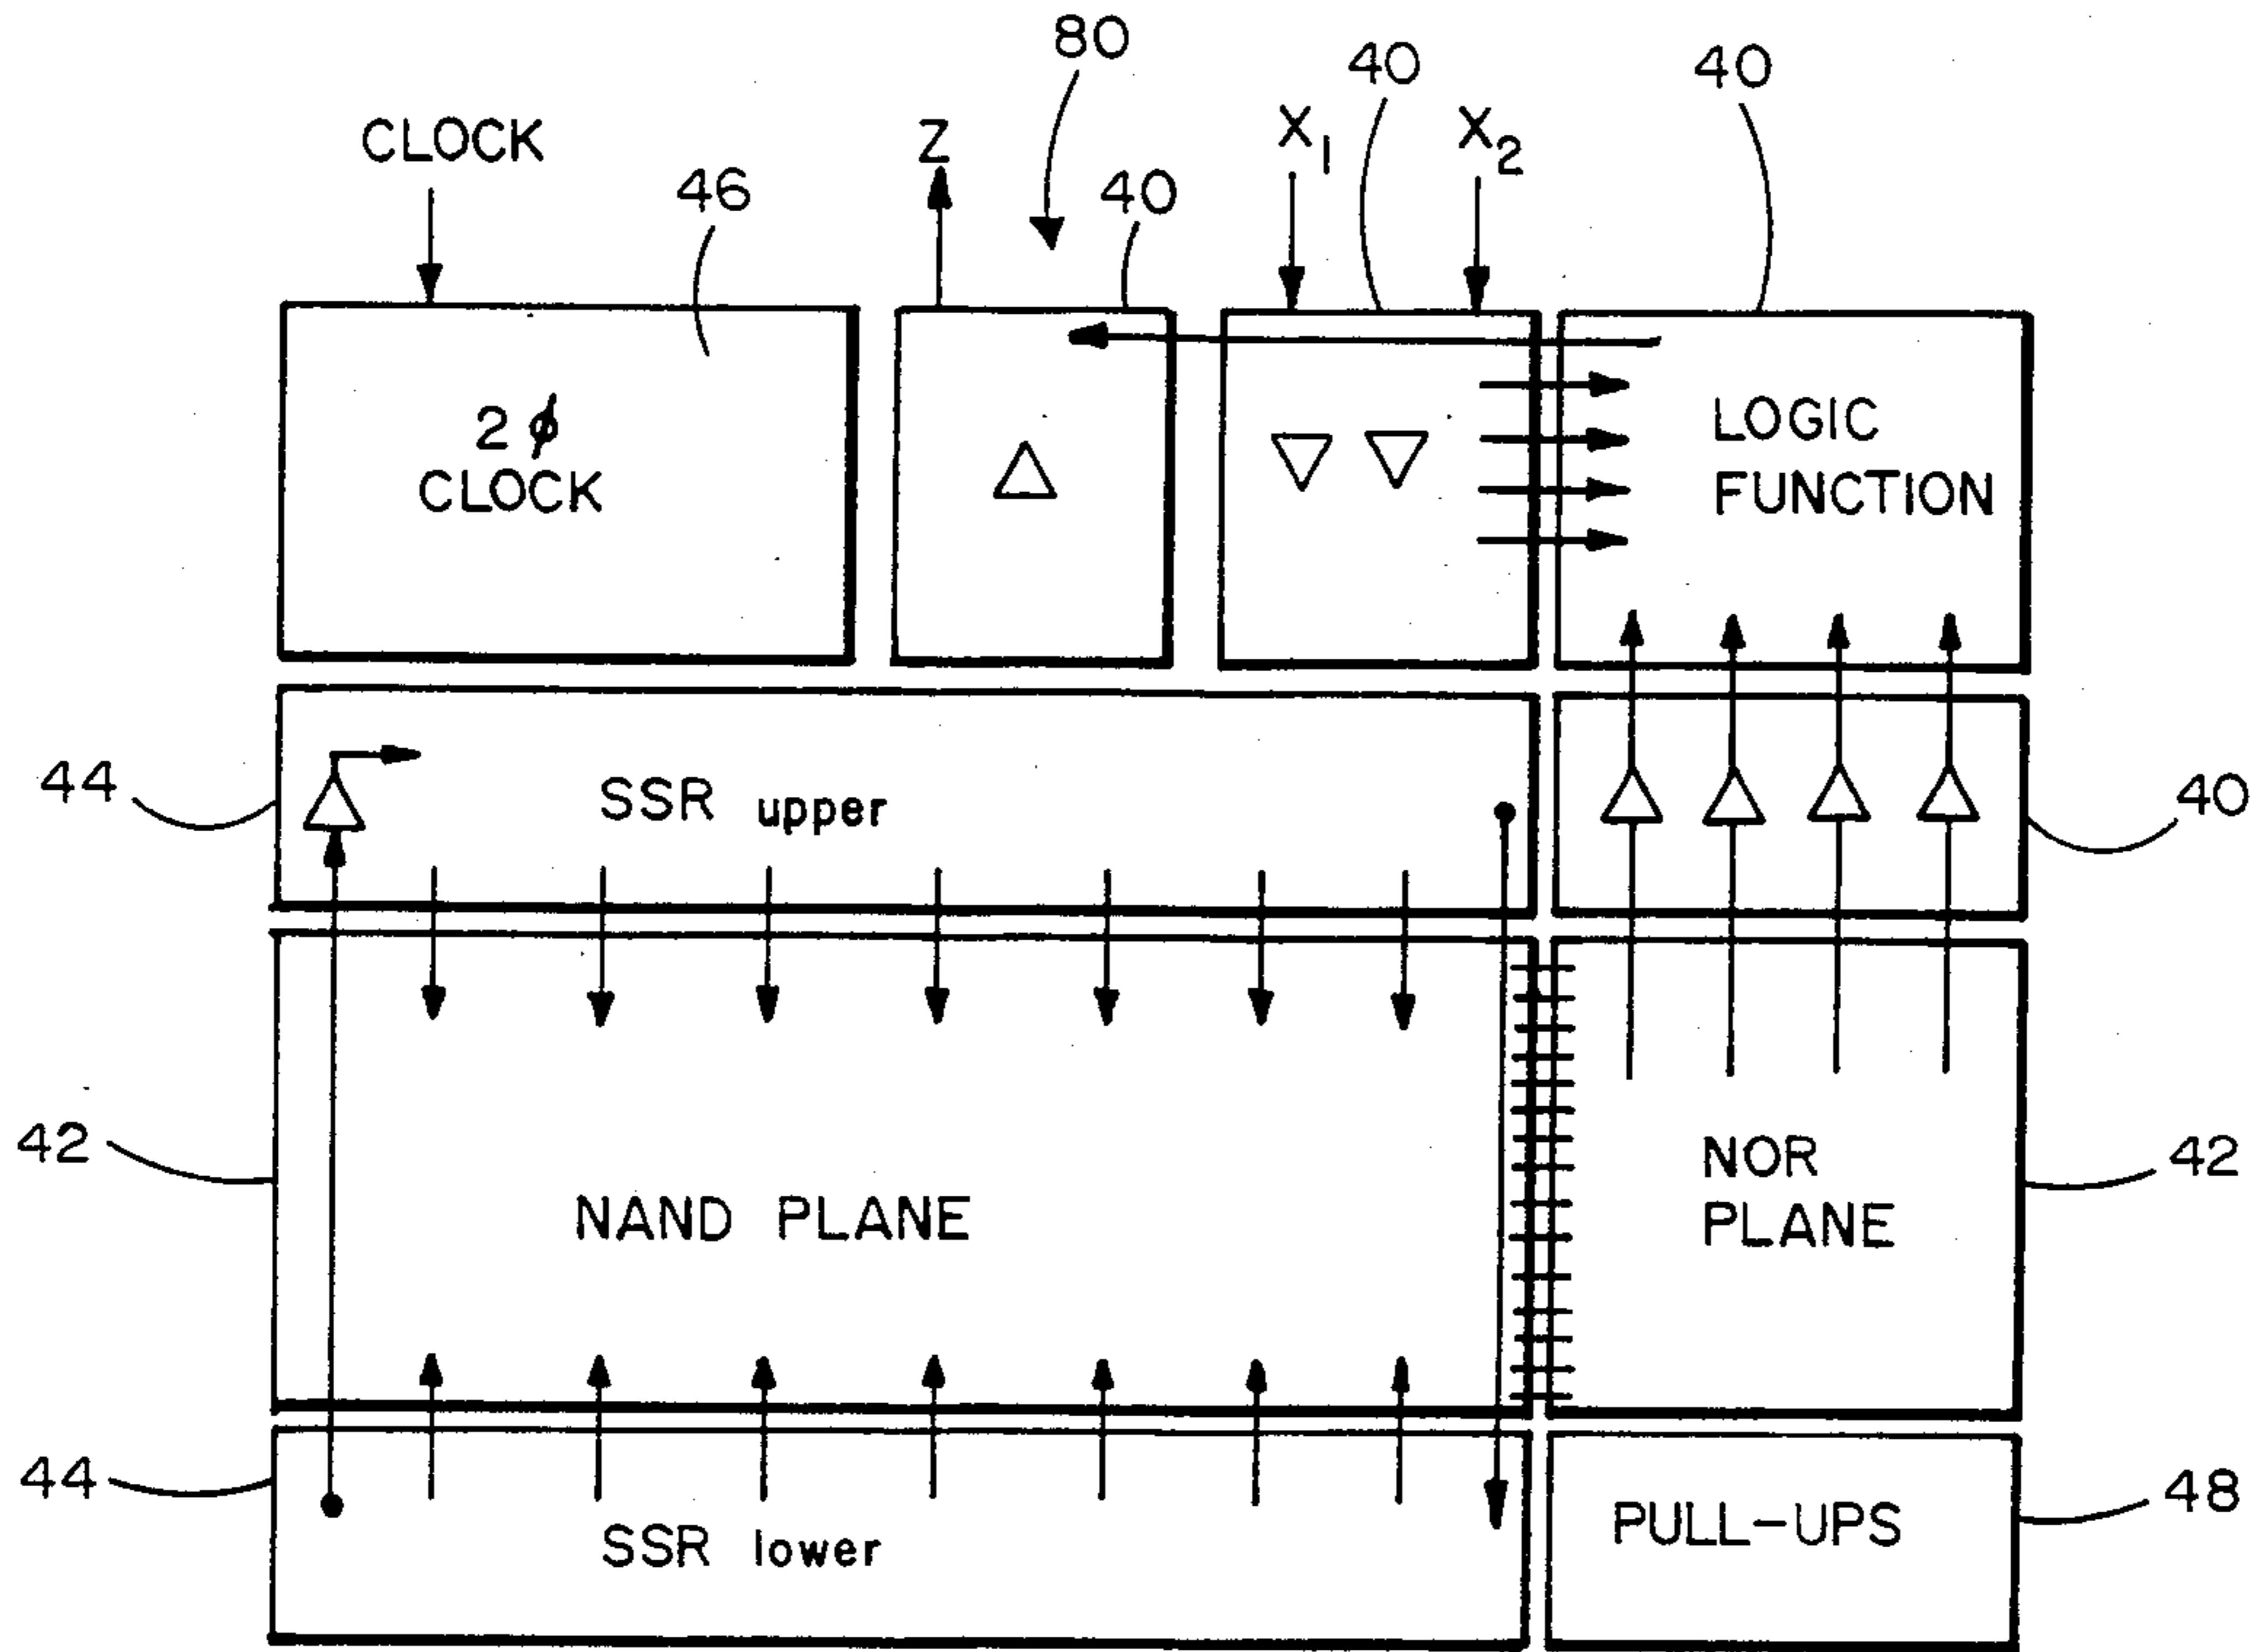 80
40
40
CLOCK
Z
X1
X2
46
40
2 ϕ
CLOCK
LOGIC
FUNCTION
44
SSR upper
40
42
NAND PLANE
NOR
PLANE
42
44
SSR lower
PULL-UPS
48